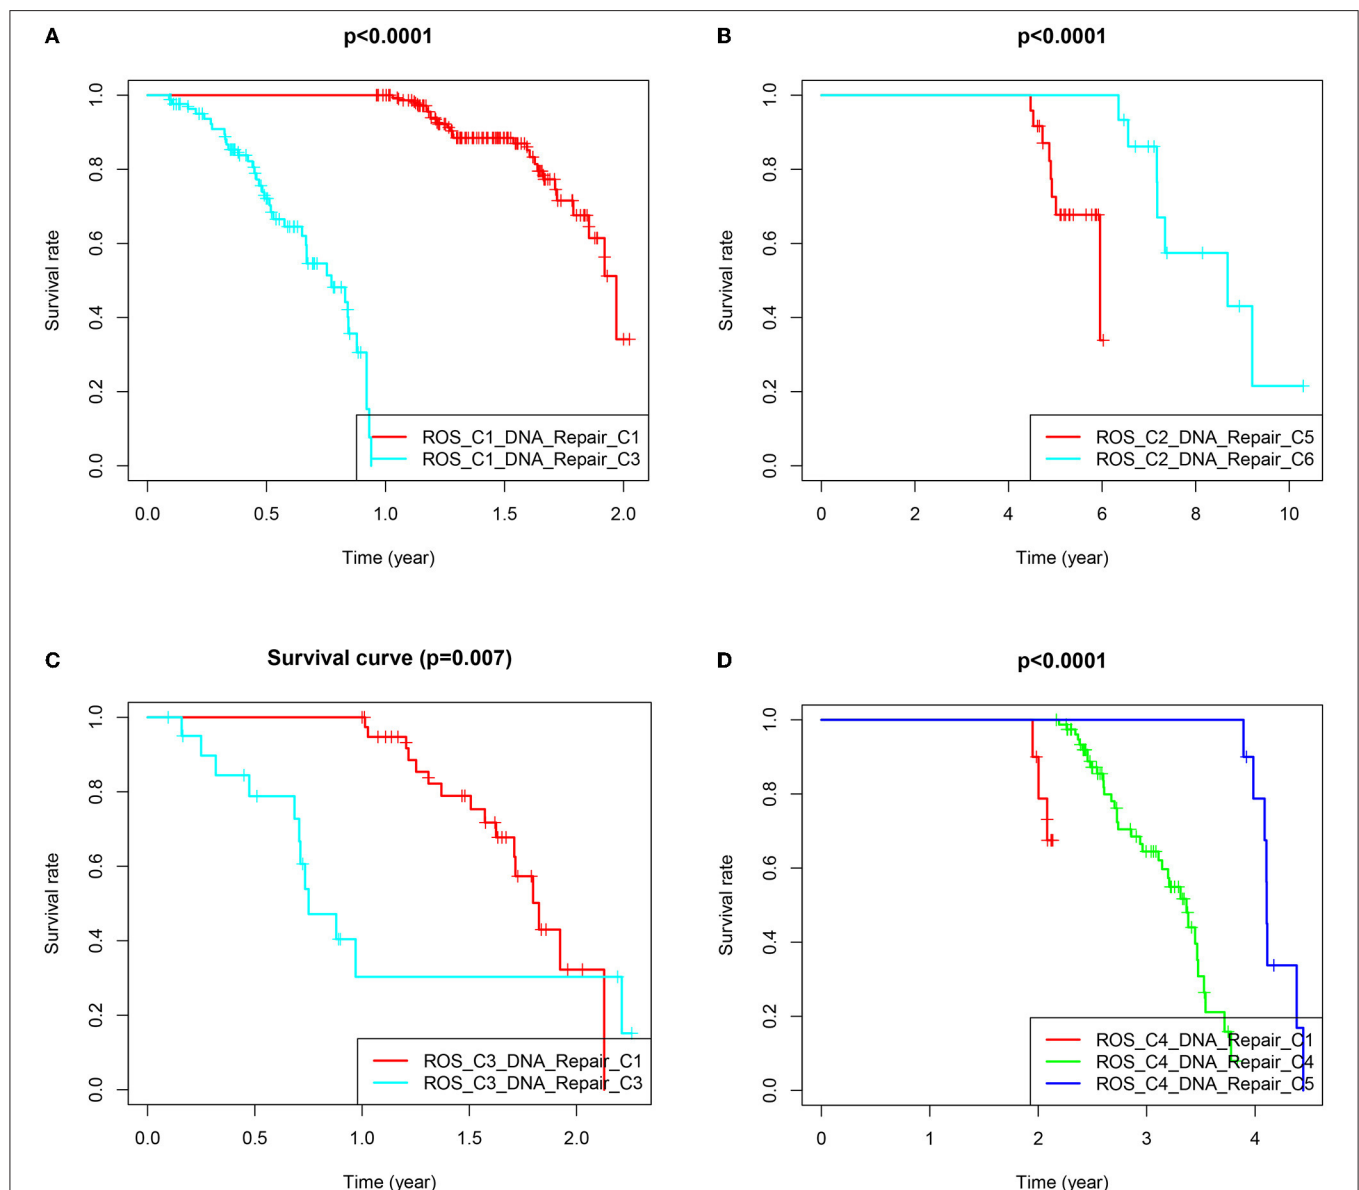 A
p<0.0001
Survival rate
1.0
0.8
0.6
0.4
0.2
0.0
ROS_C1_DNA_Repair_C1
ROS_C1_DNA_Repair_C3
0.0 0.5 1.0 1.5 2.0
Time (year)
B
p<0.0001
Survival rate
1.0
0.8
0.6
0.4
0.2
0.0
ROS_C2_DNA_Repair_C5
ROS_C2_DNA_Repair_C6
0 2 4 6 8 10
Time (year)
C
Survival curve (p=0.007)
Survival rate
1.0
0.8
0.6
0.4
0.2
0.0
ROS_C3_DNA_Repair_C1
ROS_C3_DNA_Repair_C3
0.0 0.5 1.0 1.5 2.0
Time (year)
D
p<0.0001
Survival rate
1.0
0.8
0.6
0.4
0.2
0.0
ROS_C4_DNA_Repair_C1
ROS_C4_DNA_Repair_C4
ROS_C4_DNA_Repair_C5
0 1 2 3 4
Time (year)